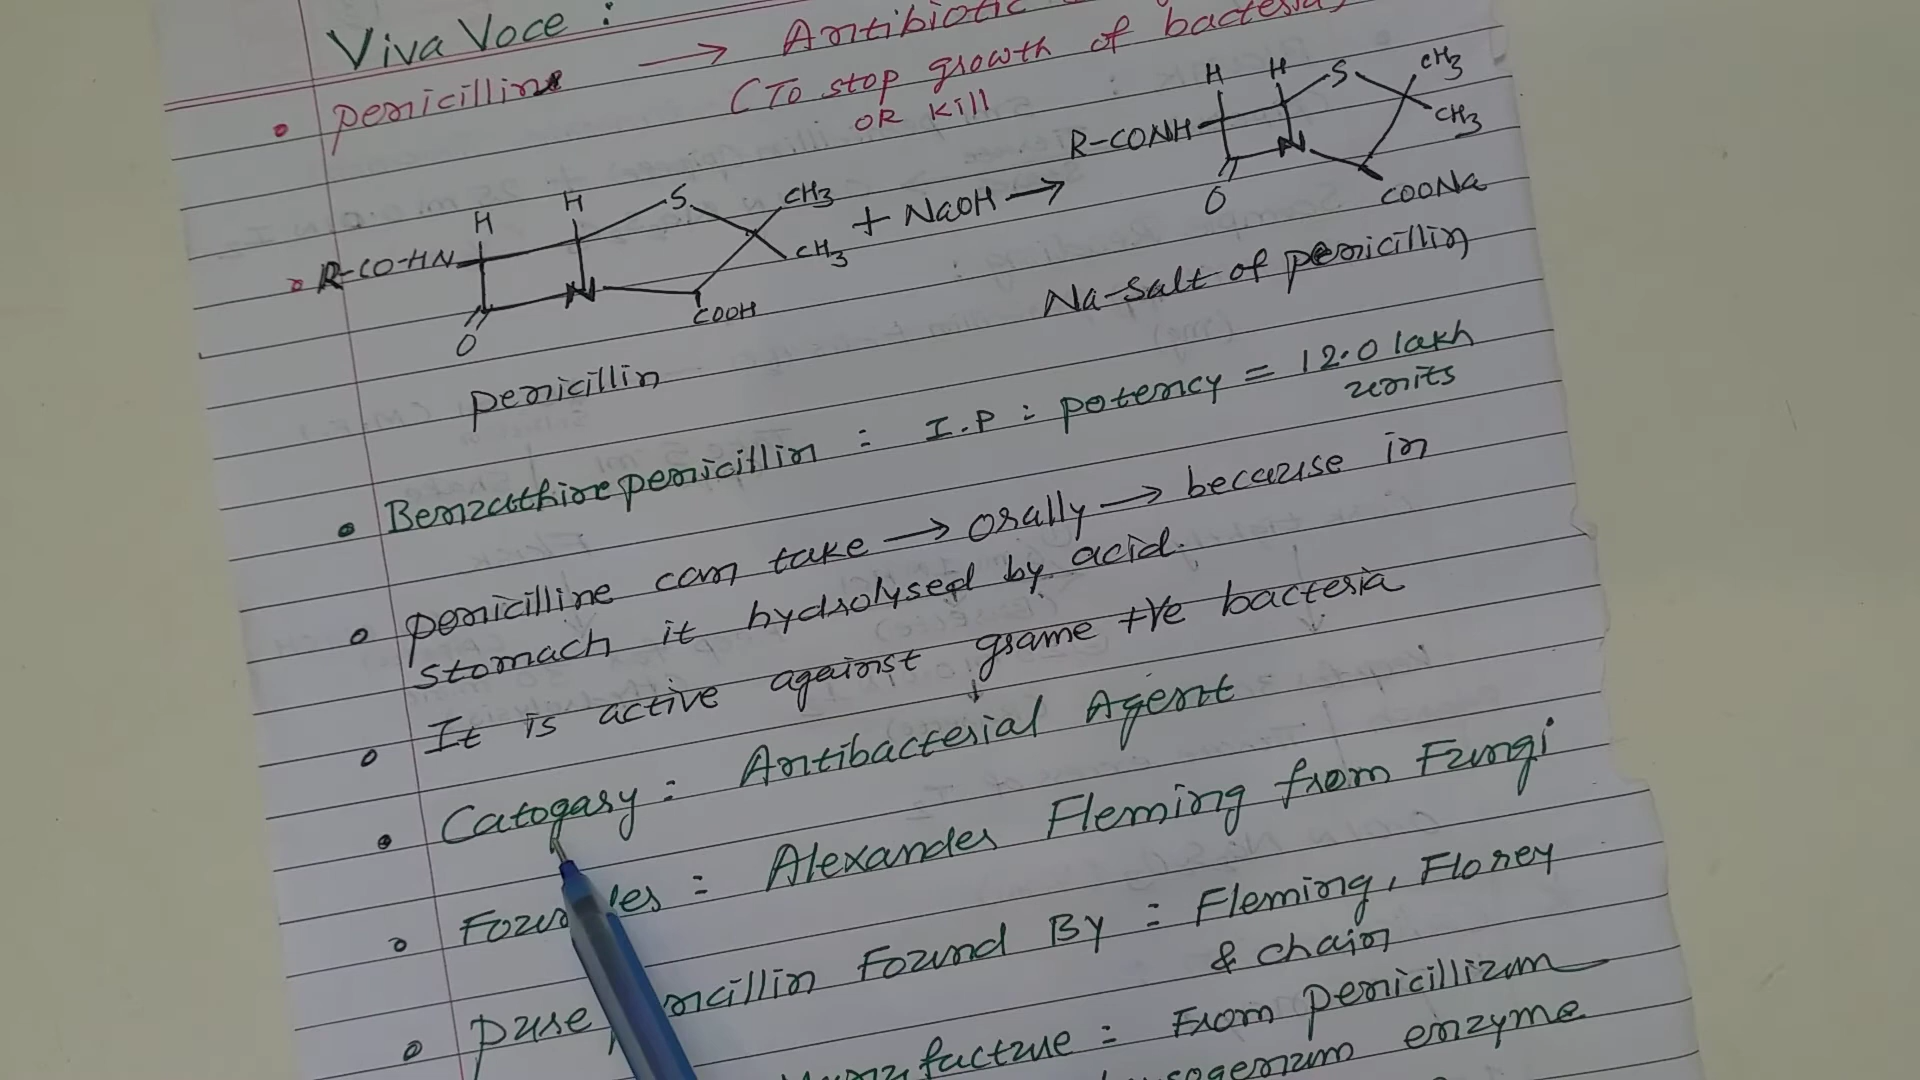 Viva Voce :
• penicillin → Antibiotic
(To stop growth of bacteria,
OR Kill
R-CO-HN H H S CH3 CH3 N O COOH + NaOH → R-CONH H H S CH3 CH3 N O COONa
penicillin
Na-salt of penicillin
• Benzathine penicillin : I.P : potency = 12.0 lakh
units
penicilline can take → orally → because in
stomach it hydrolysed by acid.
It is active against grame +ve bacteria
• Catogary : Antibacterial Agent
: Alexander Fleming from Fungi
pure Found By : Fleming, Florey
& chain
: From penicillium
enzyme